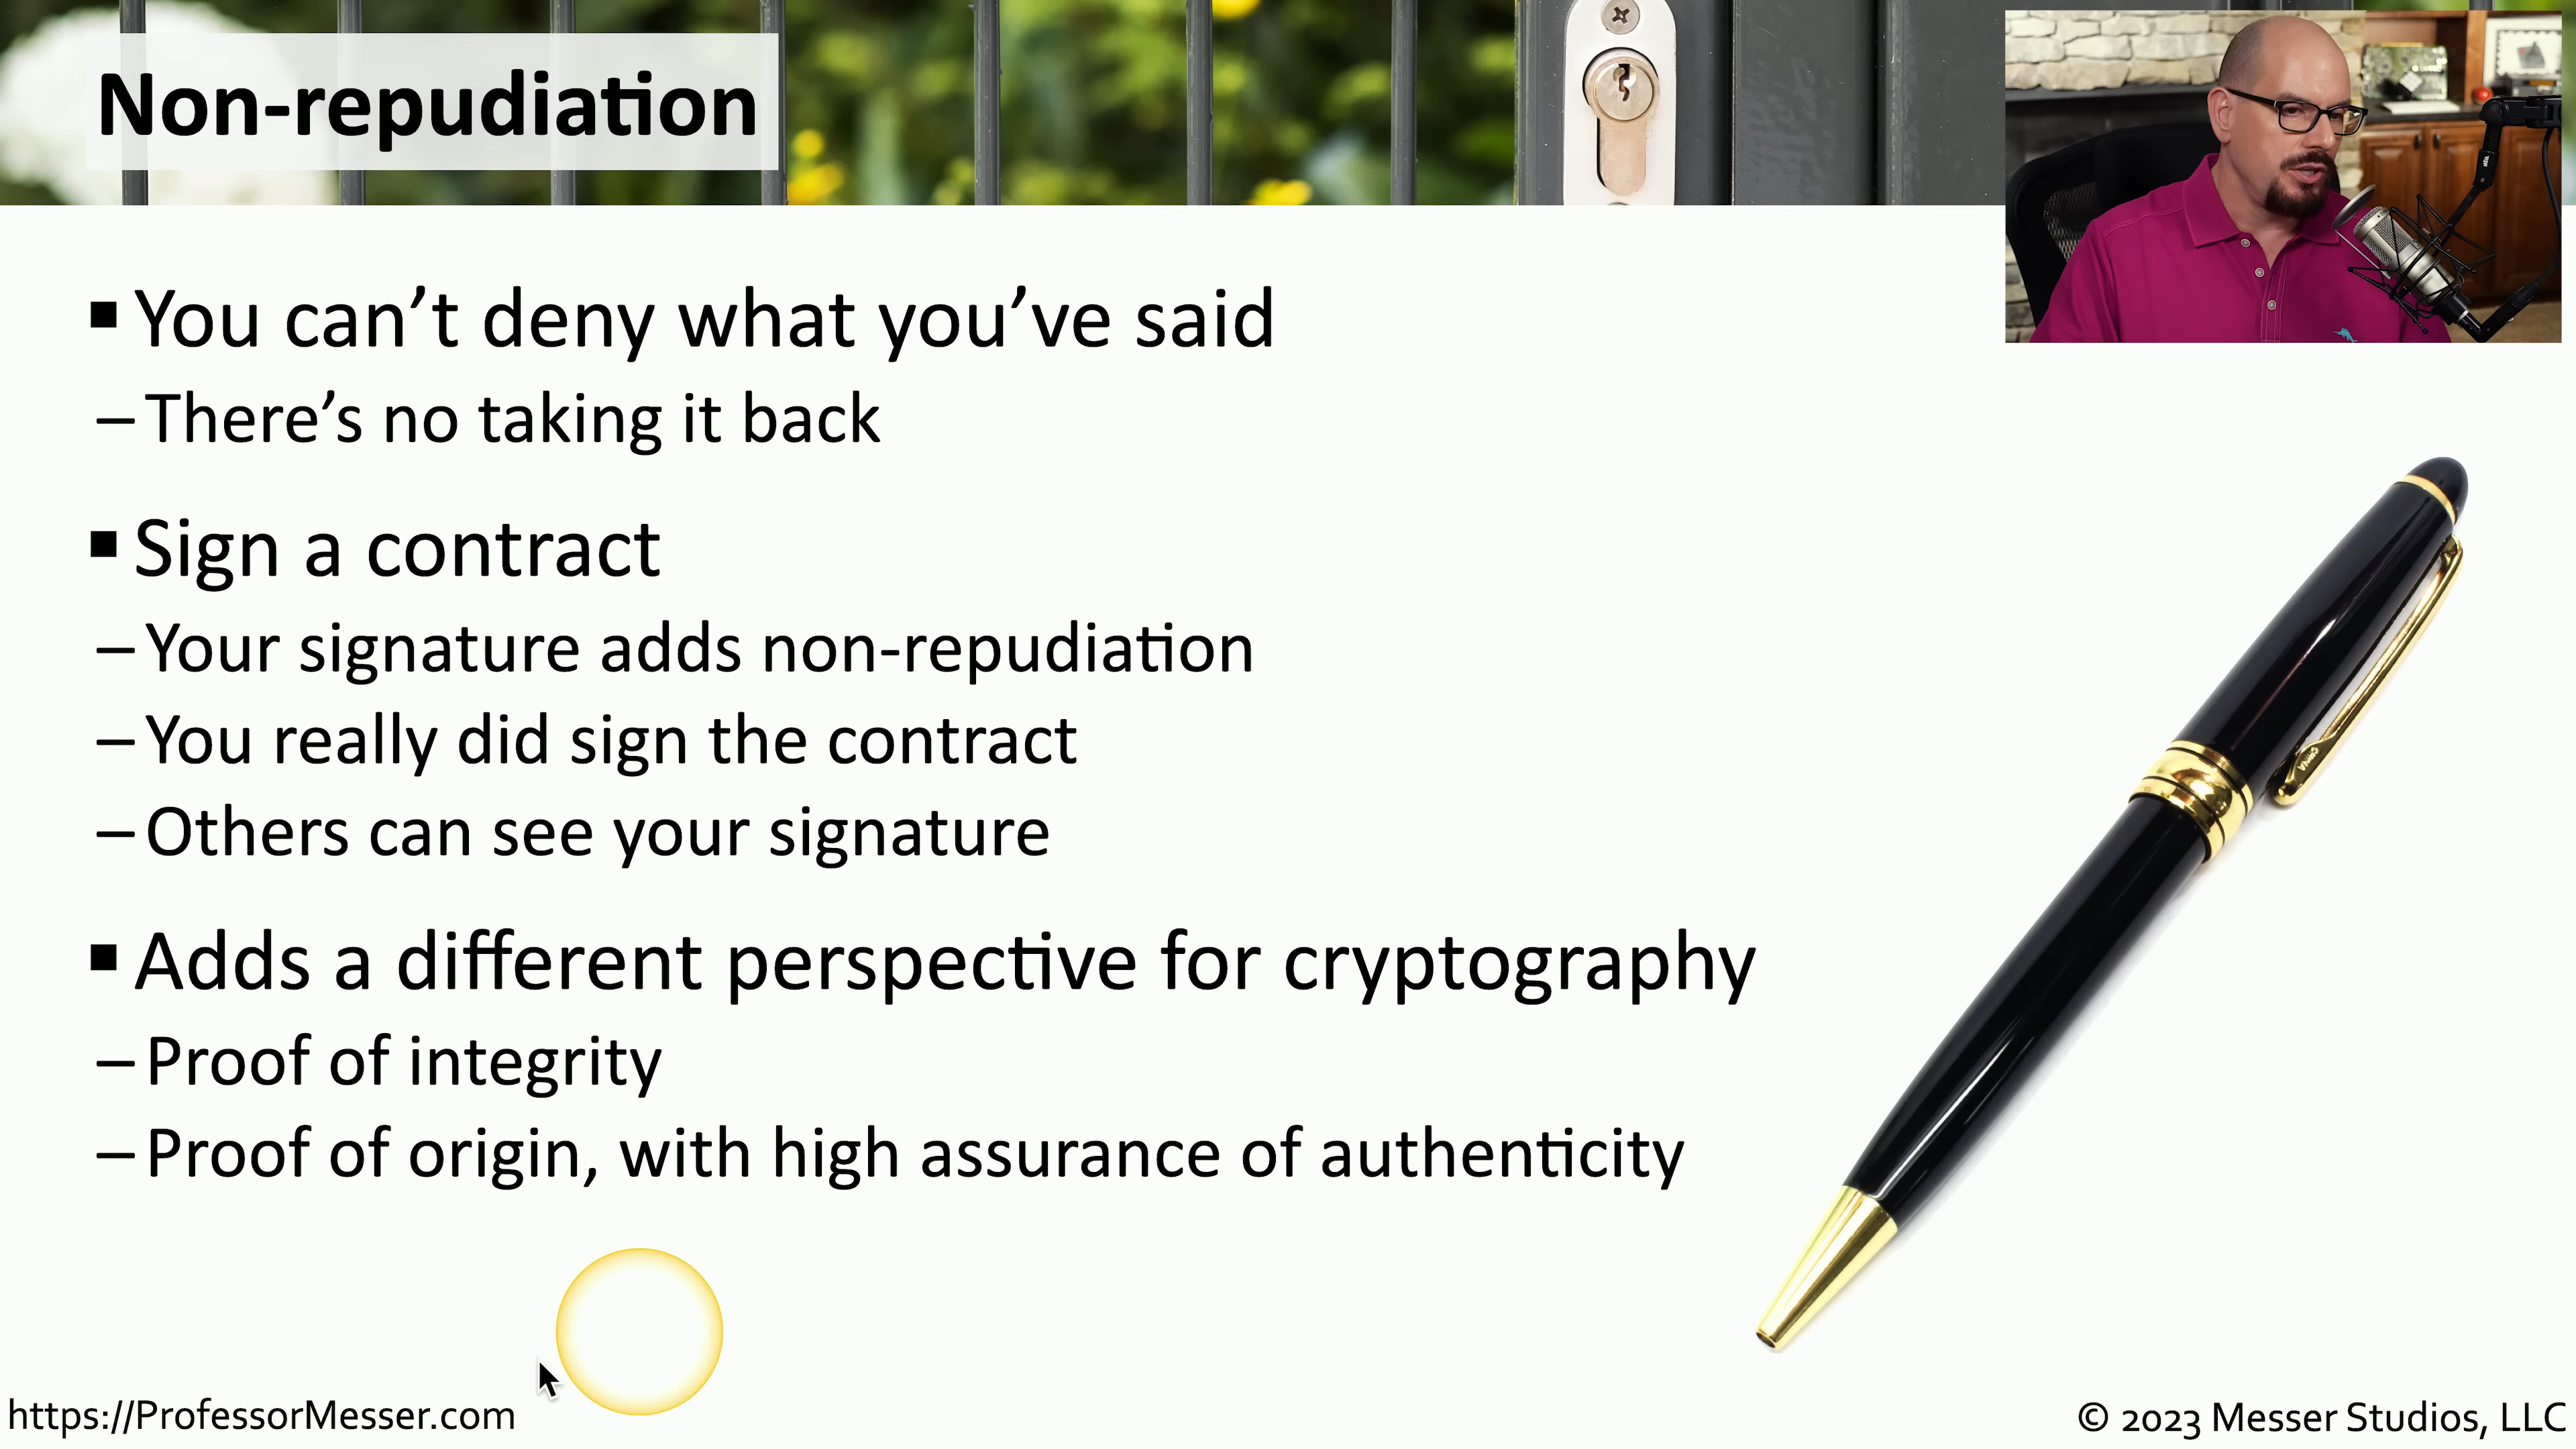 Non-repudiation
▪ You can’t deny what you’ve said
– There’s no taking it back
▪ Sign a contract
– Your signature adds non-repudiation
– You really did sign the contract
– Others can see your signature
▪ Adds a different perspective for cryptography
– Proof of integrity
– Proof of origin, with high assurance of authenticity
https://ProfessorMesser.com
© 2023 Messer Studios, LLC